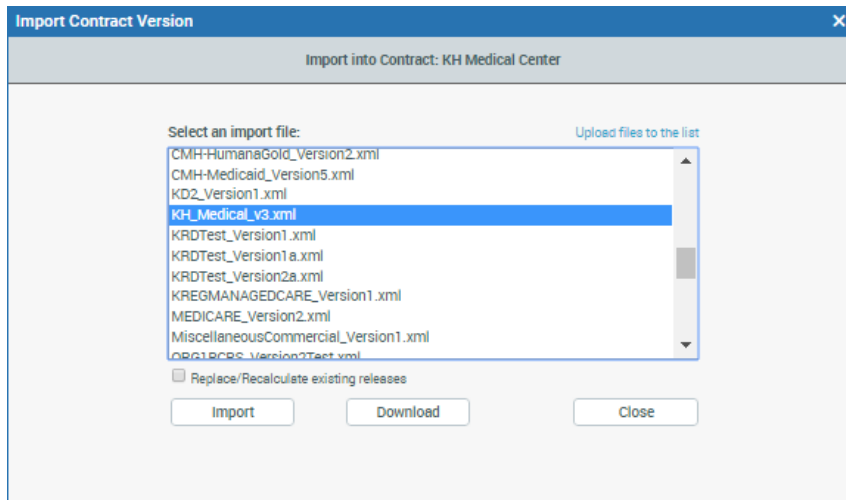 Import Contract Version
Import into Contract: KH Medical Center
Select an import file:
Upload files to the list
CMH-HumanaGold_Version2.xml
CMH-Medicaid_Version5.xml
KD2_Version1.xml
KH_Medical_v3.xml
KRDTest_Version1.xml
KRDTest_Version1a.xml
KRDTest_Version2a.xml
KREGMANAGEDCARE_Version1.xml
MEDICARE_Version2.xml
MiscellaneousCommercial_Version1.xml
Replace/Recalculate existing releases
Import
Download
Close